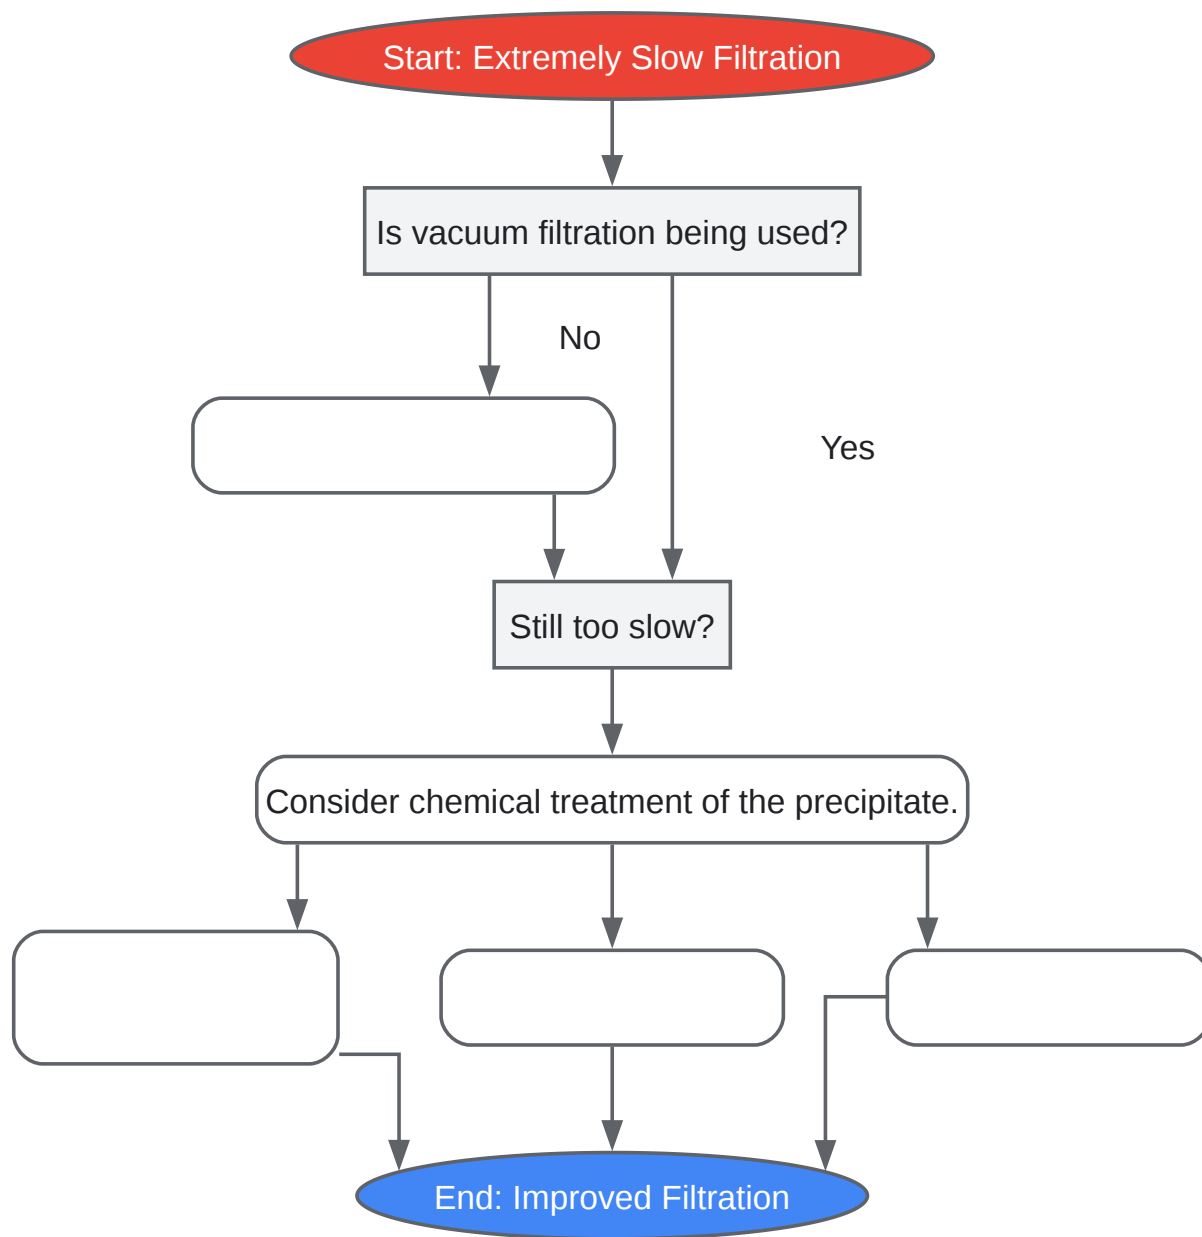 Start: Extremely Slow Filtration
Is vacuum filtration being used?
No
Yes
Still too slow?
Consider chemical treatment of the precipitate.
End: Improved Filtration